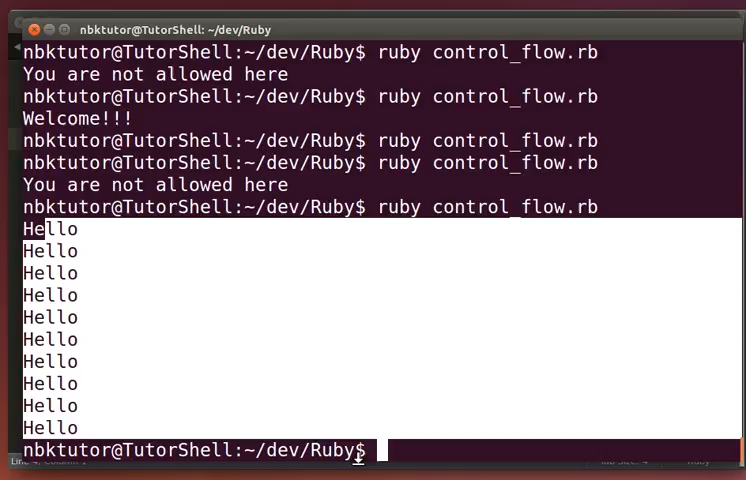 nbktutor@TutorShell: ~/dev/Ruby
nbktutor@TutorShell:~/dev/Ruby$ ruby control_flow.rb
You are not allowed here
nbktutor@TutorShell:~/dev/Ruby$ ruby control_flow.rb
Welcome!!!
nbktutor@TutorShell:~/dev/Ruby$ ruby control_flow.rb
nbktutor@TutorShell:~/dev/Ruby$ ruby control_flow.rb
You are not allowed here
nbktutor@TutorShell:~/dev/Ruby$ ruby control_flow.rb
Hello
Hello
Hello
Hello
Hello
Hello
Hello
Hello
Hello
Hello
nbktutor@TutorShell:~/dev/Ruby$